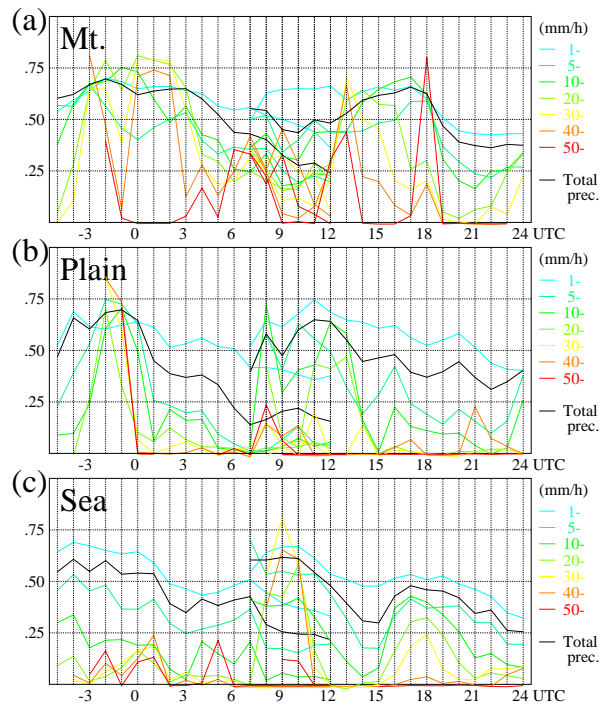 (a)
Mt.
(mm/h)
1-
5-
10-
20-
30-
40-
50-
Total
prec.
.75
.50
.25
-3 0 3 6 9 12 15 18 21 24 UTC
(b)
Plain
(mm/h)
1-
5-
10-
20-
30-
40-
50-
Total
prec.
.75
.50
.25
-3 0 3 6 9 12 15 18 21 24 UTC
(c)
Sea
(mm/h)
1-
5-
10-
20-
30-
40-
50-
Total
prec.
.75
.50
.25
-3 0 3 6 9 12 15 18 21 24 UTC